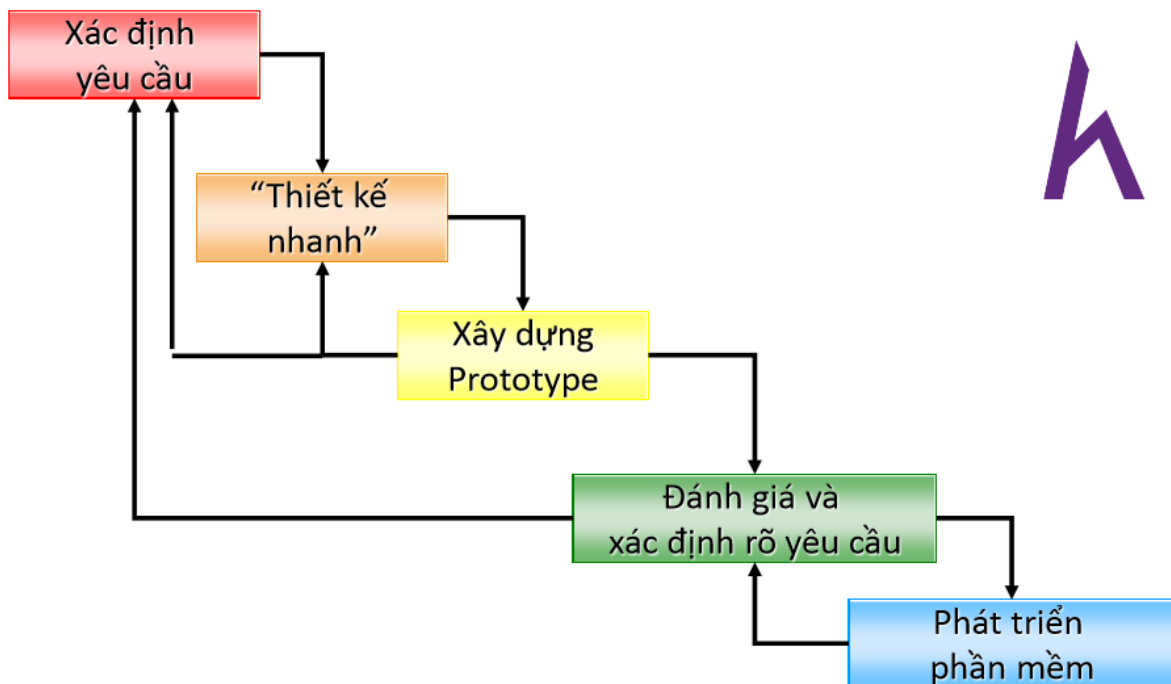 Xác định
yêu cầu
“Thiết kế
nhanh”
Xây dựng
Prototype
Đánh giá và
xác định rõ yêu cầu
Phát triển
phần mềm